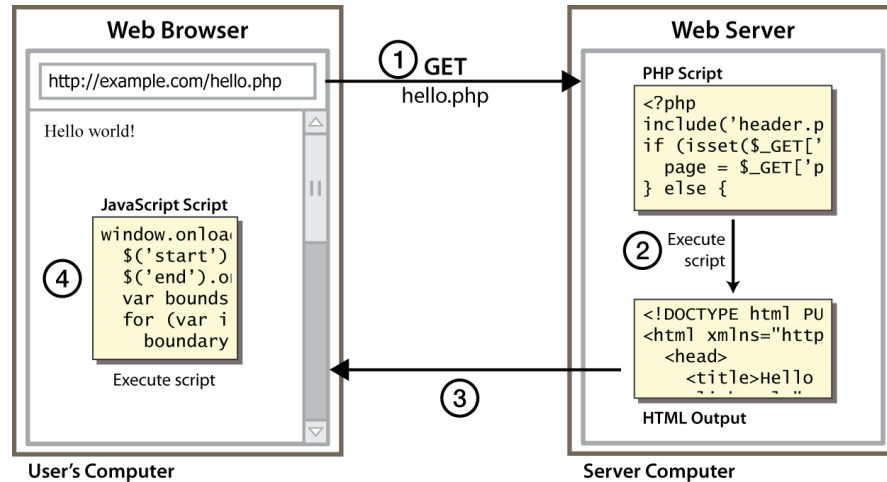 Web Browser
http://example.com/hello.php
Hello world!
JavaScript Script
window.onloa
$('start')
$('end').o
var bounds
for (var i
boundary
4
Execute script
User's Computer
1 GET
hello.php
3
Web Server
PHP Script
<?php
include('header.p
if (isset($_GET['
page = $_GET['p
} else {
2 Execute
script
<!DOCTYPE html PU
<html xmlns="http
<head>
<title>Hello
HTML Output
Server Computer